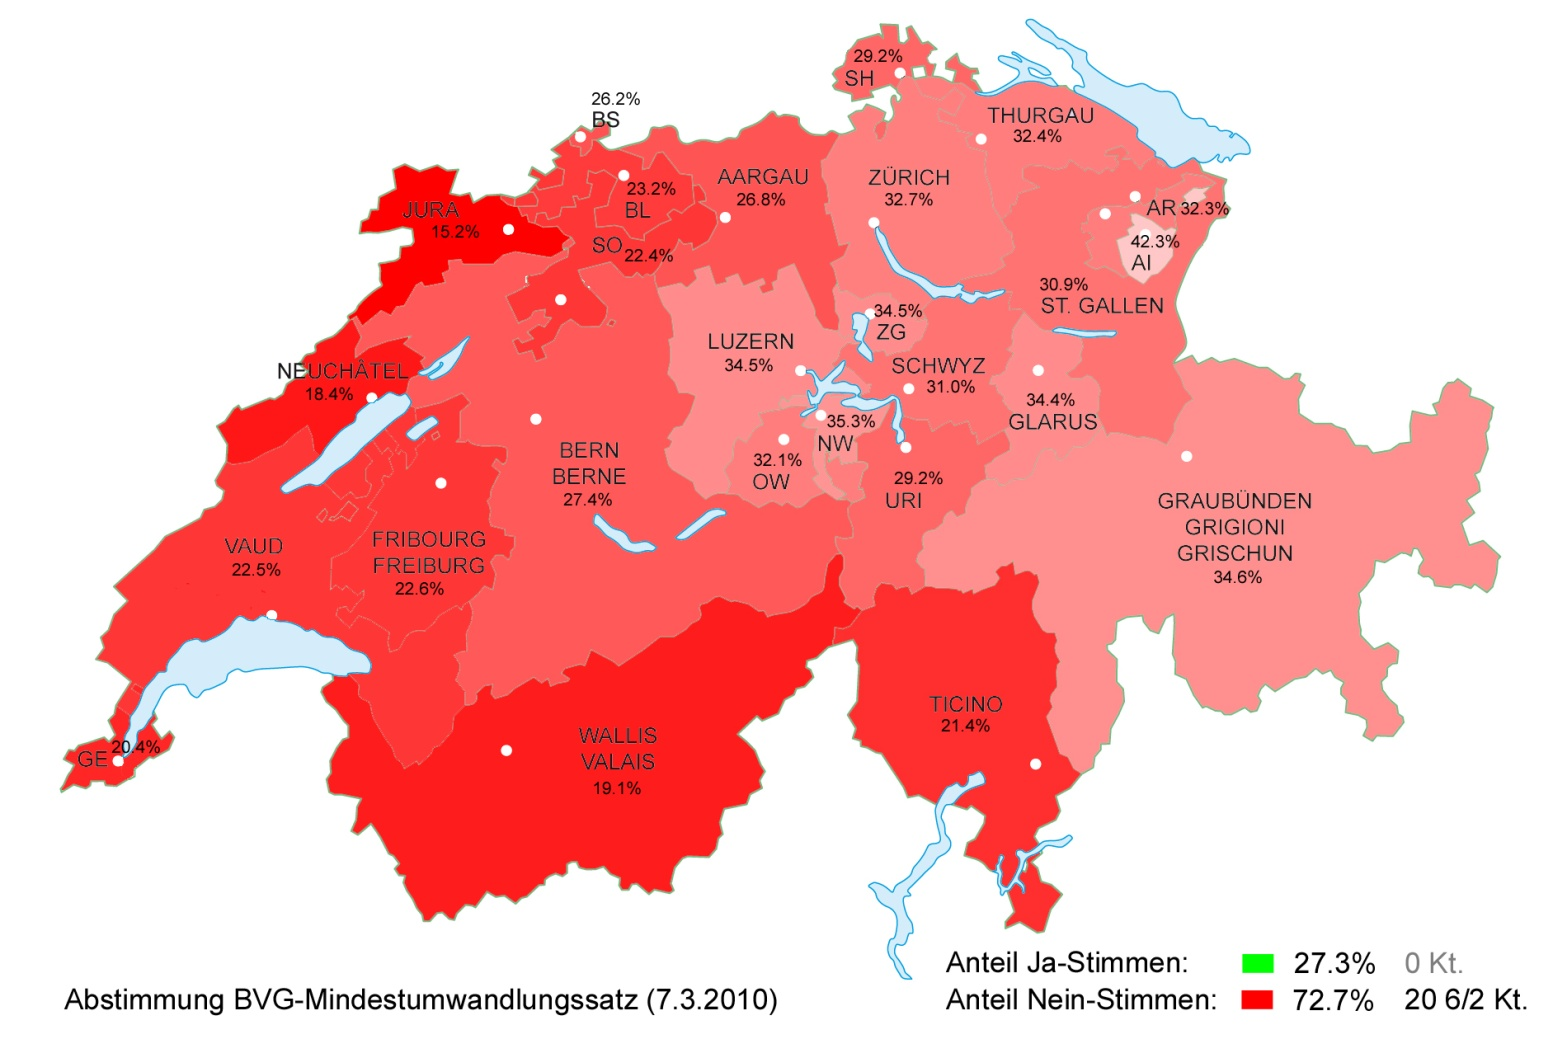 29.2%
SH
26.2%
BS
THURGAU
32.4%
AARGAU
26.8%
ZÜRICH
32.7%
23.2%
BL
JURA
15.2%
AR 32.3%
SO 22.4%
42.3%
AI
30.9%
ST. GALLEN
34.5%
ZG
LUZERN
34.5%
SCHWYZ
31.0%
NEUCHÂTEL
18.4%
34.4%
GLARUS
35.3%
NW
BERN
BERNE
27.4%
32.1%
OW
29.2%
URI
GRAUBÜNDEN
GRIGIONI
GRISCHUN
34.6%
VAUD
22.5%
FRIBOURG
FREIBURG
22.6%
TICINO
21.4%
WALLIS
VALAIS
19.1%
GE 20.4%
Anteil Ja-Stimmen: 27.3% 0 Kt.
Anteil Nein-Stimmen: 72.7% 20 6/2 Kt.
Abstimmung BVG-Mindestumwandlungssatz (7.3.2010)